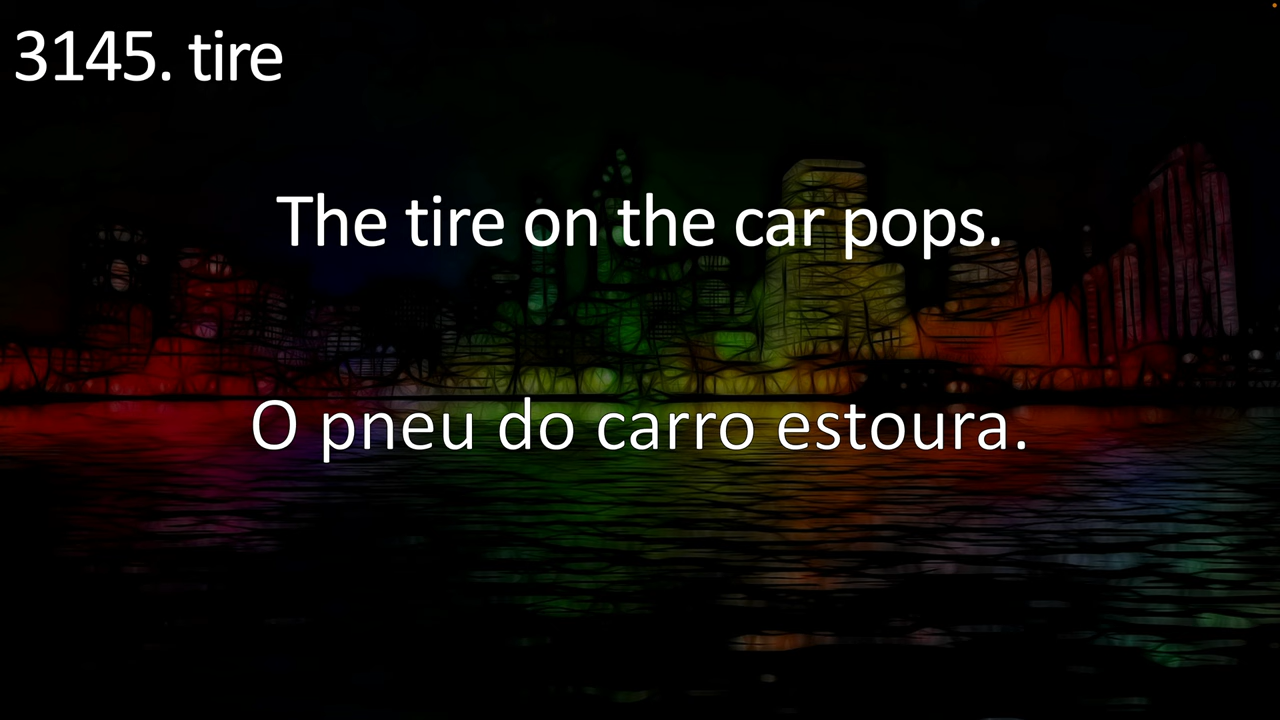 3145. tire
The tire on the car pops.
O pneu do carro estoura.